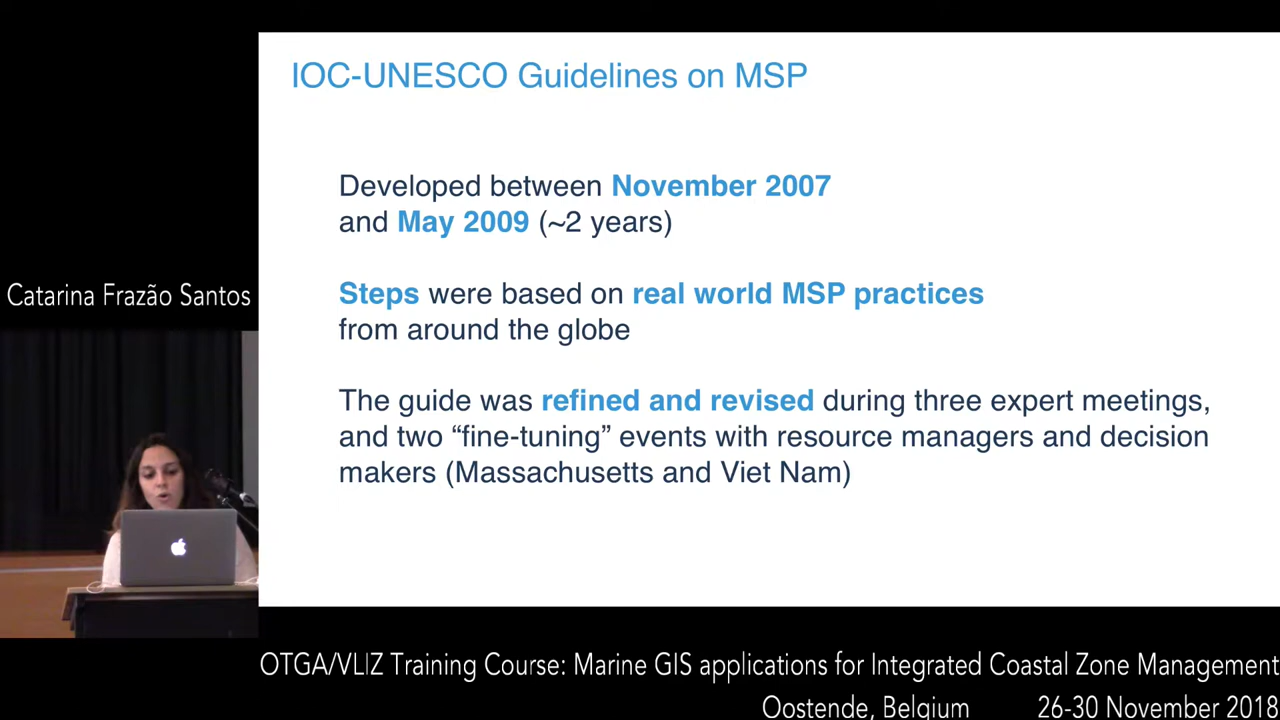 IOC-UNESCO Guidelines on MSP
Developed between November 2007
and May 2009 (~2 years)
Steps were based on real world MSP practices
from around the globe
The guide was refined and revised during three expert meetings,
and two “fine-tuning” events with resource managers and decision
makers (Massachusetts and Viet Nam)
Catarina Frazão Santos
OTGA/VLIZ Training Course: Marine GIS applications for Integrated Coastal Zone Management
Oostende, Belgium 26-30 November 2018